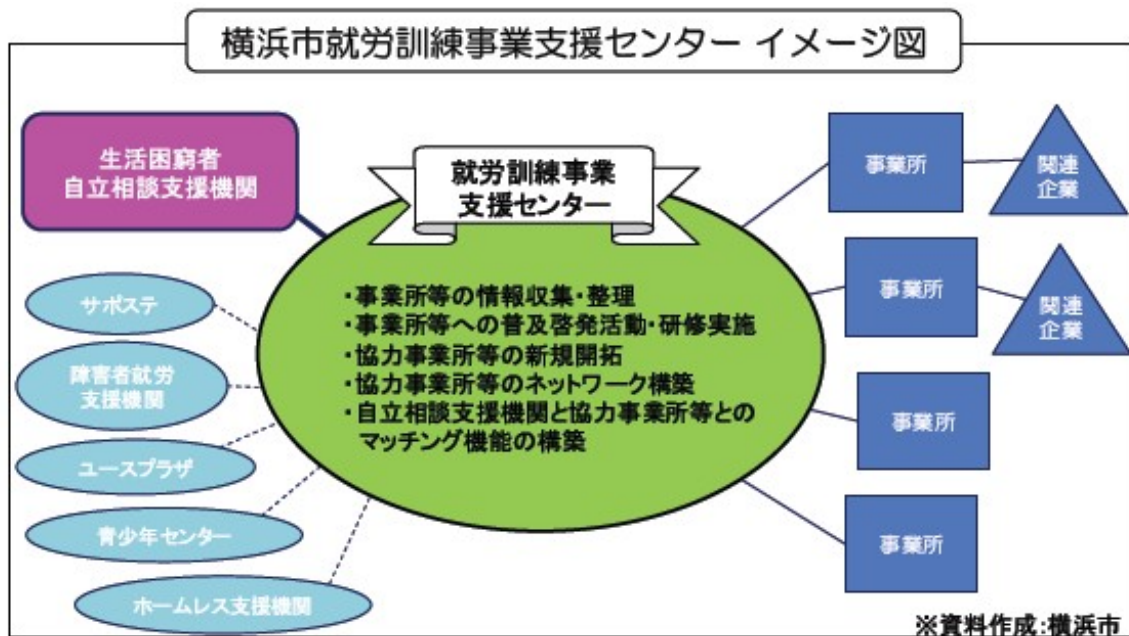 横浜市就労訓練事業支援センター イメージ図
生活困窮者
自立相談支援機関
就労訓練事業
支援センター
・事業所等の情報収集・整理
・事業所等への普及啓発活動・研修実施
・協力事業所等の新規開拓
・協力事業所等のネットワーク構築
・自立相談支援機関と協力事業所等との
マッチング機能の構築
サポステ
障害者就労
支援機関
ユースプラザ
青少年センター
ホームレス支援機関
事業所
関連
企業
事業所
関連
企業
事業所
事業所
※資料作成:横浜市